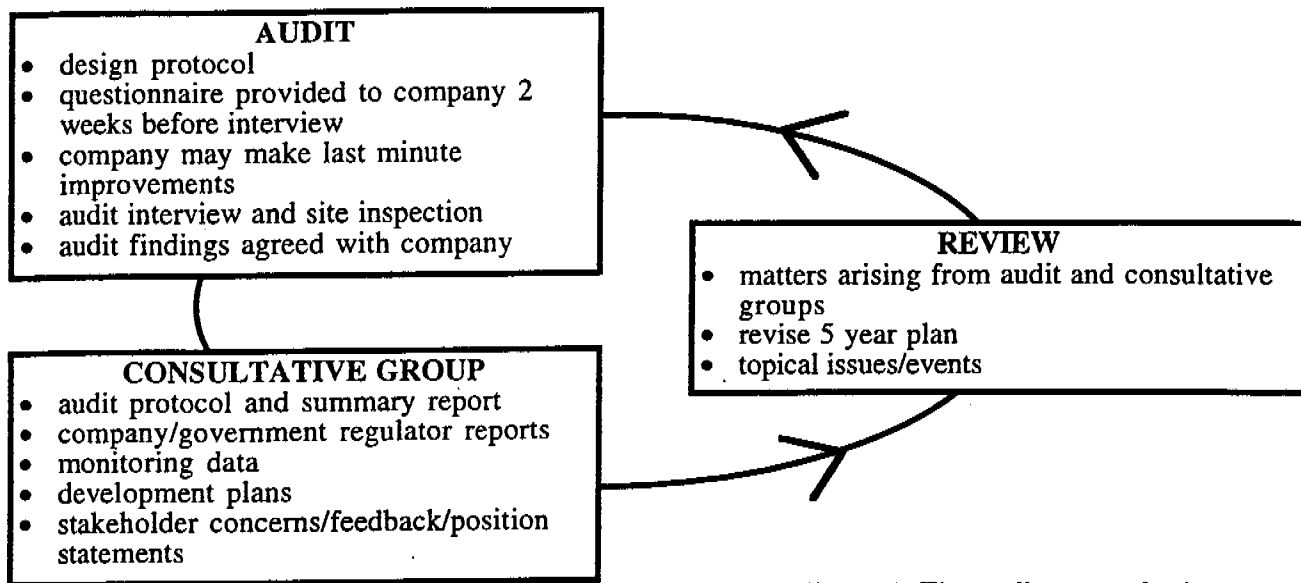 AUDIT
• design protocol
• questionnaire provided to company 2
weeks before interview
• company may make last minute
improvements
• audit interview and site inspection
• audit findings agreed with company
REVIEW
• matters arising from audit and consultative
groups
• revise 5 year plan
• topical issues/events
CONSULTATIVE GROUP
• audit protocol and summary report
• company/government regulator reports
• monitoring data
• development plans
• stakeholder concerns/feedback/position
statements